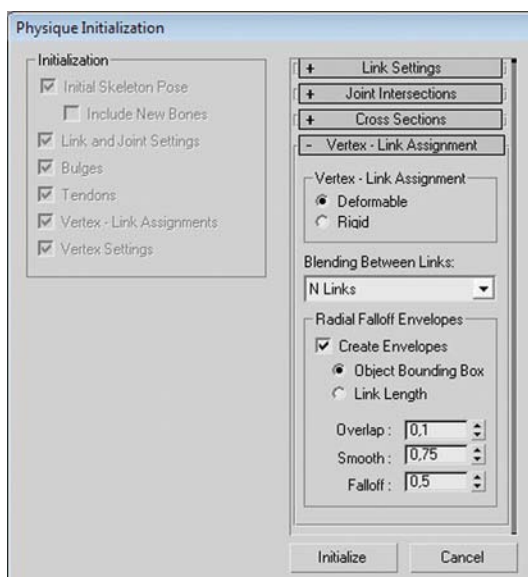 Physique Initialization
Initialization
Initial Skeleton Pose
Include New Bones
Link and Joint Settings
Bulges
Tendons
Vertex - Link Assignments
Vertex Settings
+ Link Settings
+ Joint Intersections
+ Cross Sections
- Vertex - Link Assignment
Vertex - Link Assignment
Deformable
Rigid
Blending Between Links:
N Links
Radial Falloff Envelopes
Create Envelopes
Object Bounding Box
Link Length
Overlap : 0,1
Smooth : 0,75
Falloff : 0,5
Initialize Cancel